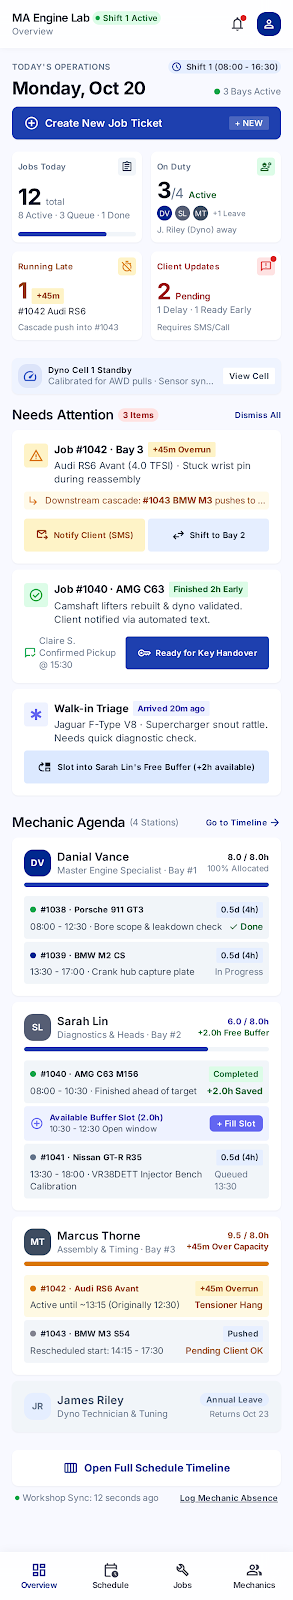 MA Engine Lab
Shift 1 Active
Overview
TODAY'S OPERATIONS
Shift 1 (08:00 - 16:30)
Monday, Oct 20
3 Bays Active
Create New Job Ticket
+ NEW
Jobs Today
12 total
8 Active · 3 Queue · 1 Done
On Duty
3/4 Active
DV SL MT +1 Leave
J. Riley (Dyno) away
Running Late
1 +45m
#1042 Audi RS6
Cascade push into #1043
Client Updates
2 Pending
1 Delay · 1 Ready Early
Requires SMS/Call
Dyno Cell 1 Standby
Calibrated for AWD pulls · Sensor syn...
View Cell
Needs Attention 3 Items
Dismiss All
Job #1042 · Bay 3 +45m Overrun
Audi RS6 Avant (4.0 TFSI) · Stuck wrist pin
during reassembly
Downstream cascade: #1043 BMW M3 pushes to ...
Notify Client (SMS)
Shift to Bay 2
Job #1040 · AMG C63 Finished 2h Early
Camshaft lifters rebuilt & dyno validated.
Client notified via automated text.
Claire S.
Confirmed Pickup
@ 15:30
Ready for Key Handover
Walk-in Triage Arrived 20m ago
Jaguar F-Type V8 · Supercharger snout rattle.
Needs quick diagnostic check.
Slot into Sarah Lin's Free Buffer (+2h available)
Mechanic Agenda (4 Stations)
Go to Timeline →
DV
Danial Vance
8.0 / 8.0h
Master Engine Specialist · Bay #1
100% Allocated
#1038 · Porsche 911 GT3
0.5d (4h)
08:00 - 12:30 · Bore scope & leakdown check
✓ Done
#1039 · BMW M2 CS
0.5d (4h)
13:30 - 17:00 · Crank hub capture plate
In Progress
SL
Sarah Lin
6.0 / 8.0h
Diagnostics & Heads · Bay #2
+2.0h Free Buffer
#1040 · AMG C63 M156
Completed
08:00 - 10:30 · Finished ahead of target
+2.0h Saved
Available Buffer Slot (2.0h)
10:30 - 12:30 Open window
+ Fill Slot
#1041 · Nissan GT-R R35
0.5d (4h)
13:30 - 18:00 · VR38DETT Injector Bench
Calibration
Queued
13:30
MT
Marcus Thorne
9.5 / 8.0h
Assembly & Timing · Bay #3
+45m Over Capacity
#1042 · Audi RS6 Avant
+45m Overrun
Active until ~13:15 (Originally 12:30)
Tensioner Hang
#1043 · BMW M3 S54
Pushed
Rescheduled start: 14:15 - 17:30
Pending Client OK
JR
James Riley
Annual Leave
Dyno Technician & Tuning
Returns Oct 23
Open Full Schedule Timeline
Workshop Sync: 12 seconds ago
Log Mechanic Absence
Overview
Schedule
Jobs
Mechanics